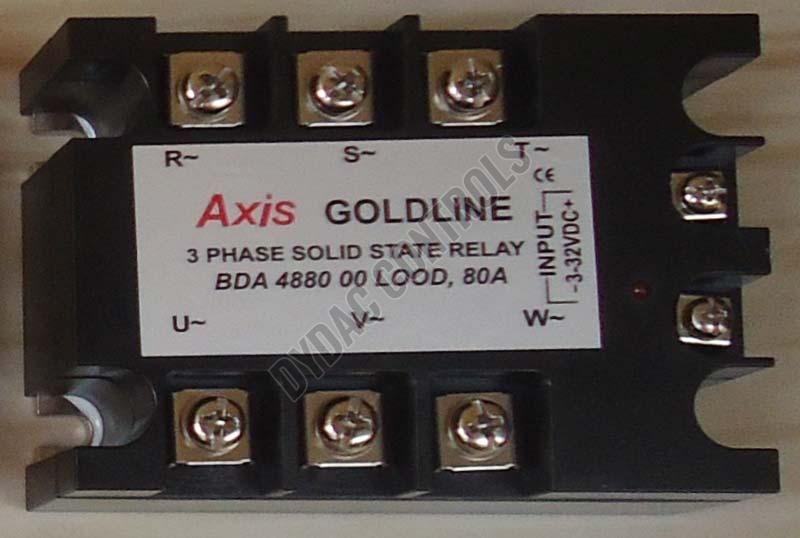 R~ S~ T~
CE
Axis GOLDLINE
3 PHASE SOLID STATE RELAY
BDA 4880 00 LOOD, 80A
INPUT
−3-32VDC+
U~ V~ W~
DYDAC CONTROLS